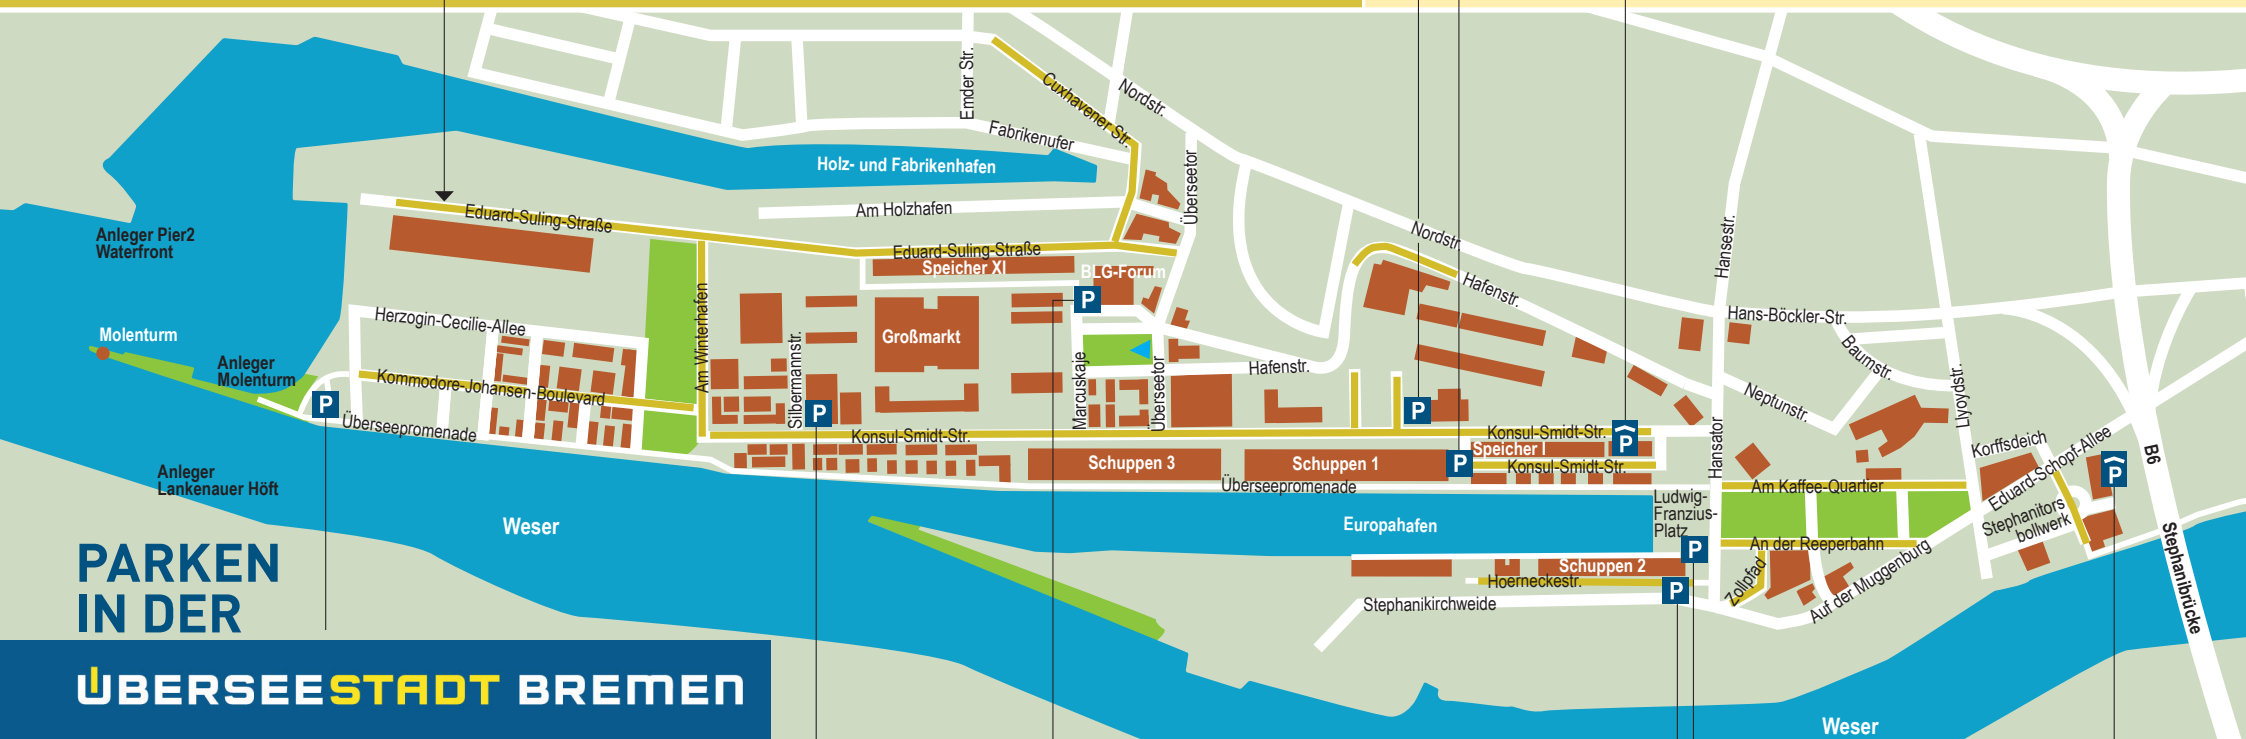 Emder Str.
Cuxhavener Str.
Nordstr.
Fabrikenufer
Holz- und Fabrikenhafen
Überseetor
Am Holzhafen
Eduard-Suling-Straße
Anleger Pier2
Waterfront
Eduard-Suling-Straße
Speicher XI
BLG-Forum
P
Nordstr.
Hafenstr.
Hansestr.
Hans-Böckler-Str.
Baumstr.
Herzogin-Cecilie-Allee
Am Winterhafen
Großmarkt
Silbermannstr.
Molenturm
Anleger
Molenturm
Kommodore-Johansen-Boulevard
P
Überseepromenade
P
Marcuskaje
Überseetor
Hafenstr.
P
Neptunstr.
Lloydstr.
Konsul-Smidt-Str.
Konsul-Smidt-Str.
P
Speicher I
P
Konsul-Smidt-Str.
Hansator
Schuppen 3
Schuppen 1
Überseepromenade
Korffsdeich
Eduard-Schopf-Allee
P
B6
Am Kaffee-Quartier
Stephanitors
bollwerk
Anleger
Lankenauer Höft
Weser
Europahafen
Ludwig-
Franzius-
Platz
P
An der Reeperbahn
Stephanibrücke
Schuppen 2
Hoerneckestr.
P
Zollpfad
Auf der Muggenburg
Stephanikirchweide
PARKEN
IN DER
ÜBERSEESTADT BREMEN
Weser